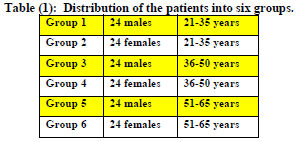 Table (1): Distribution of the patients into six groups.
Group 1 24 males 21-35 years
Group 2 24 females 21-35 years
Group 3 24 males 36-50 years
Group 4 24 females 36-50 years
Group 5 24 males 51-65 years
Group 6 24 females 51-65 years